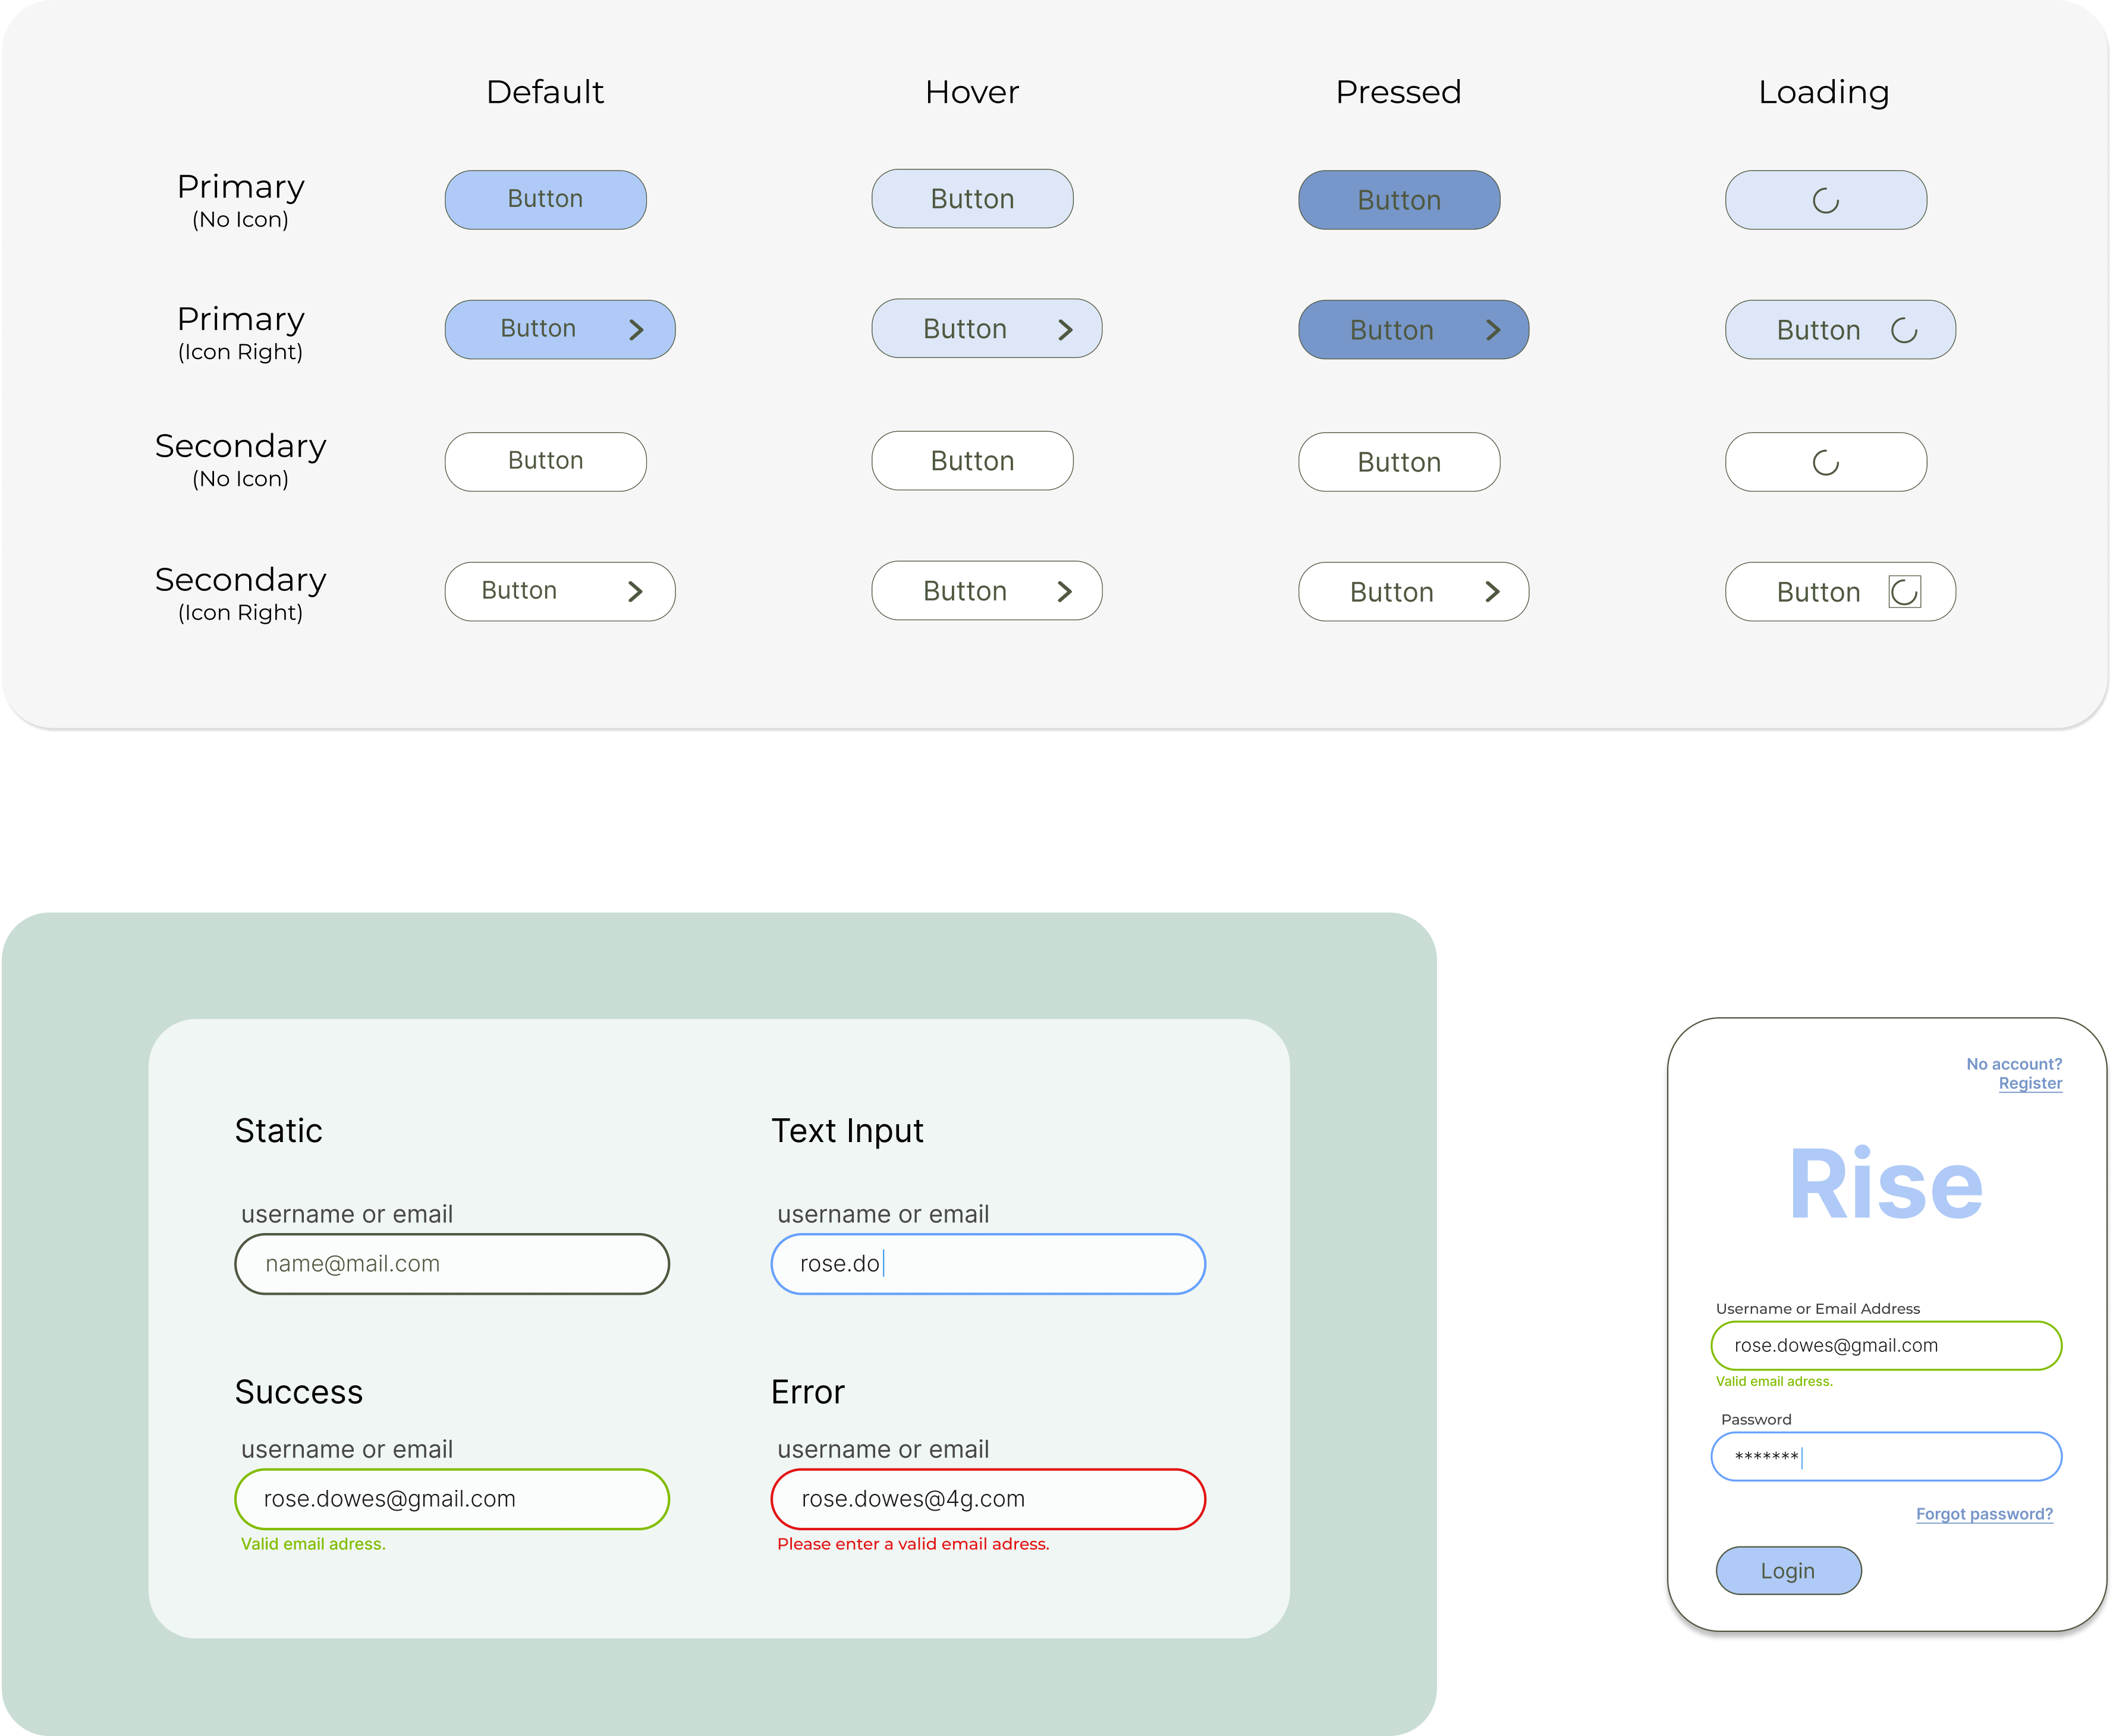 Default
Hover
Pressed
Loading
Primary
(No Icon)
Button
Button
Button
Primary
(Icon Right)
Button
Button
Button
Button
Secondary
(No Icon)
Button
Button
Button
Secondary
(Icon Right)
Button
Button
Button
Button
Static
username or email
name@mail.com
Text Input
username or email
rose.do
Success
username or email
rose.dowes@gmail.com
Valid email adress.
Error
username or email
rose.dowes@4g.com
Please enter a valid email adress.
No account?
Register
Rise
Username or Email Address
rose.dowes@gmail.com
Valid email adress.
Password
*******
Forgot password?
Login